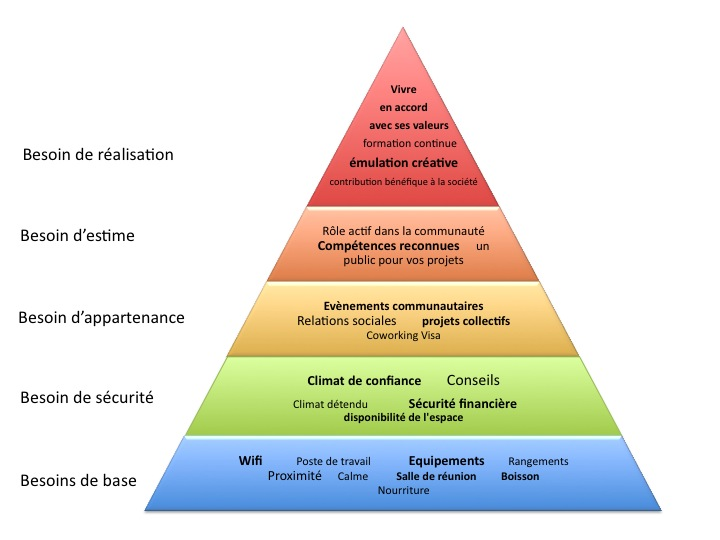 Vivre
en accord
avec ses valeurs
formation continue
émulation créative
contribution bénéfique à la société
Besoin de réalisation
Rôle actif dans la communauté
Besoin d'estime
Compétences reconnues un
public pour vos projets
Evènements communautaires
Besoin d'appartenance
Relations sociales projets collectifs
Coworking Visa
Climat de confiance Conseils
Besoin de sécurité
Climat détendu Sécurité financière
disponibilité de l'espace
Wifi Poste de travail Equipements Rangements
Besoins de base
Proximité Calme Salle de réunion Boisson
Nourriture